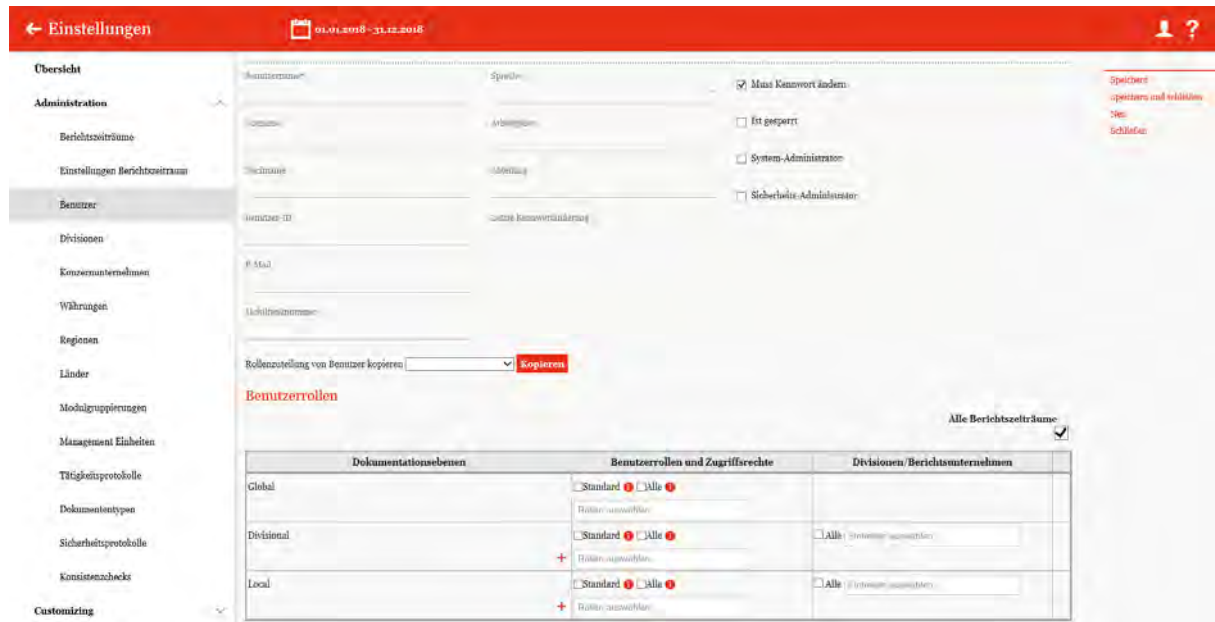 ← Einstellungen
01.01.2018 - 31.12.2018
?
Übersicht
Administration
Berichtszeiträume
Einstellungen Berichtszeitraum
Benutzer
Divisionen
Konzernunternehmen
Währungen
Regionen
Länder
Modulgruppierungen
Management Einheiten
Tätigkeitsprotokolle
Dokumententypen
Sicherheitsprotokolle
Konsistenzchecks
Customizing
Benutzername*
Sprache
Vorname
Nachname
Abteilung
Benutzer-ID
Letzte Kennwortänderung
E-Mail
Muss Kennwort ändern
Ist gesperrt
System-Administrator
Sicherheits-Administrator
Speichern
Speichern und schließen
Neu
Schließen
Rollenzuteilung von Benutzer kopieren Kopieren
Benutzerrollen
Alle Berichtszeiträume
Dokumentationsebenen Benutzerrollen und Zugriffsrechte Divisionen/Berichtsunternehmen
Global Standard Alle
Rollen auswählen
Divisional Standard Alle Alle Einheiten auswählen
+ Rollen auswählen
Local Standard Alle Alle Einheiten auswählen
+ Rollen auswählen